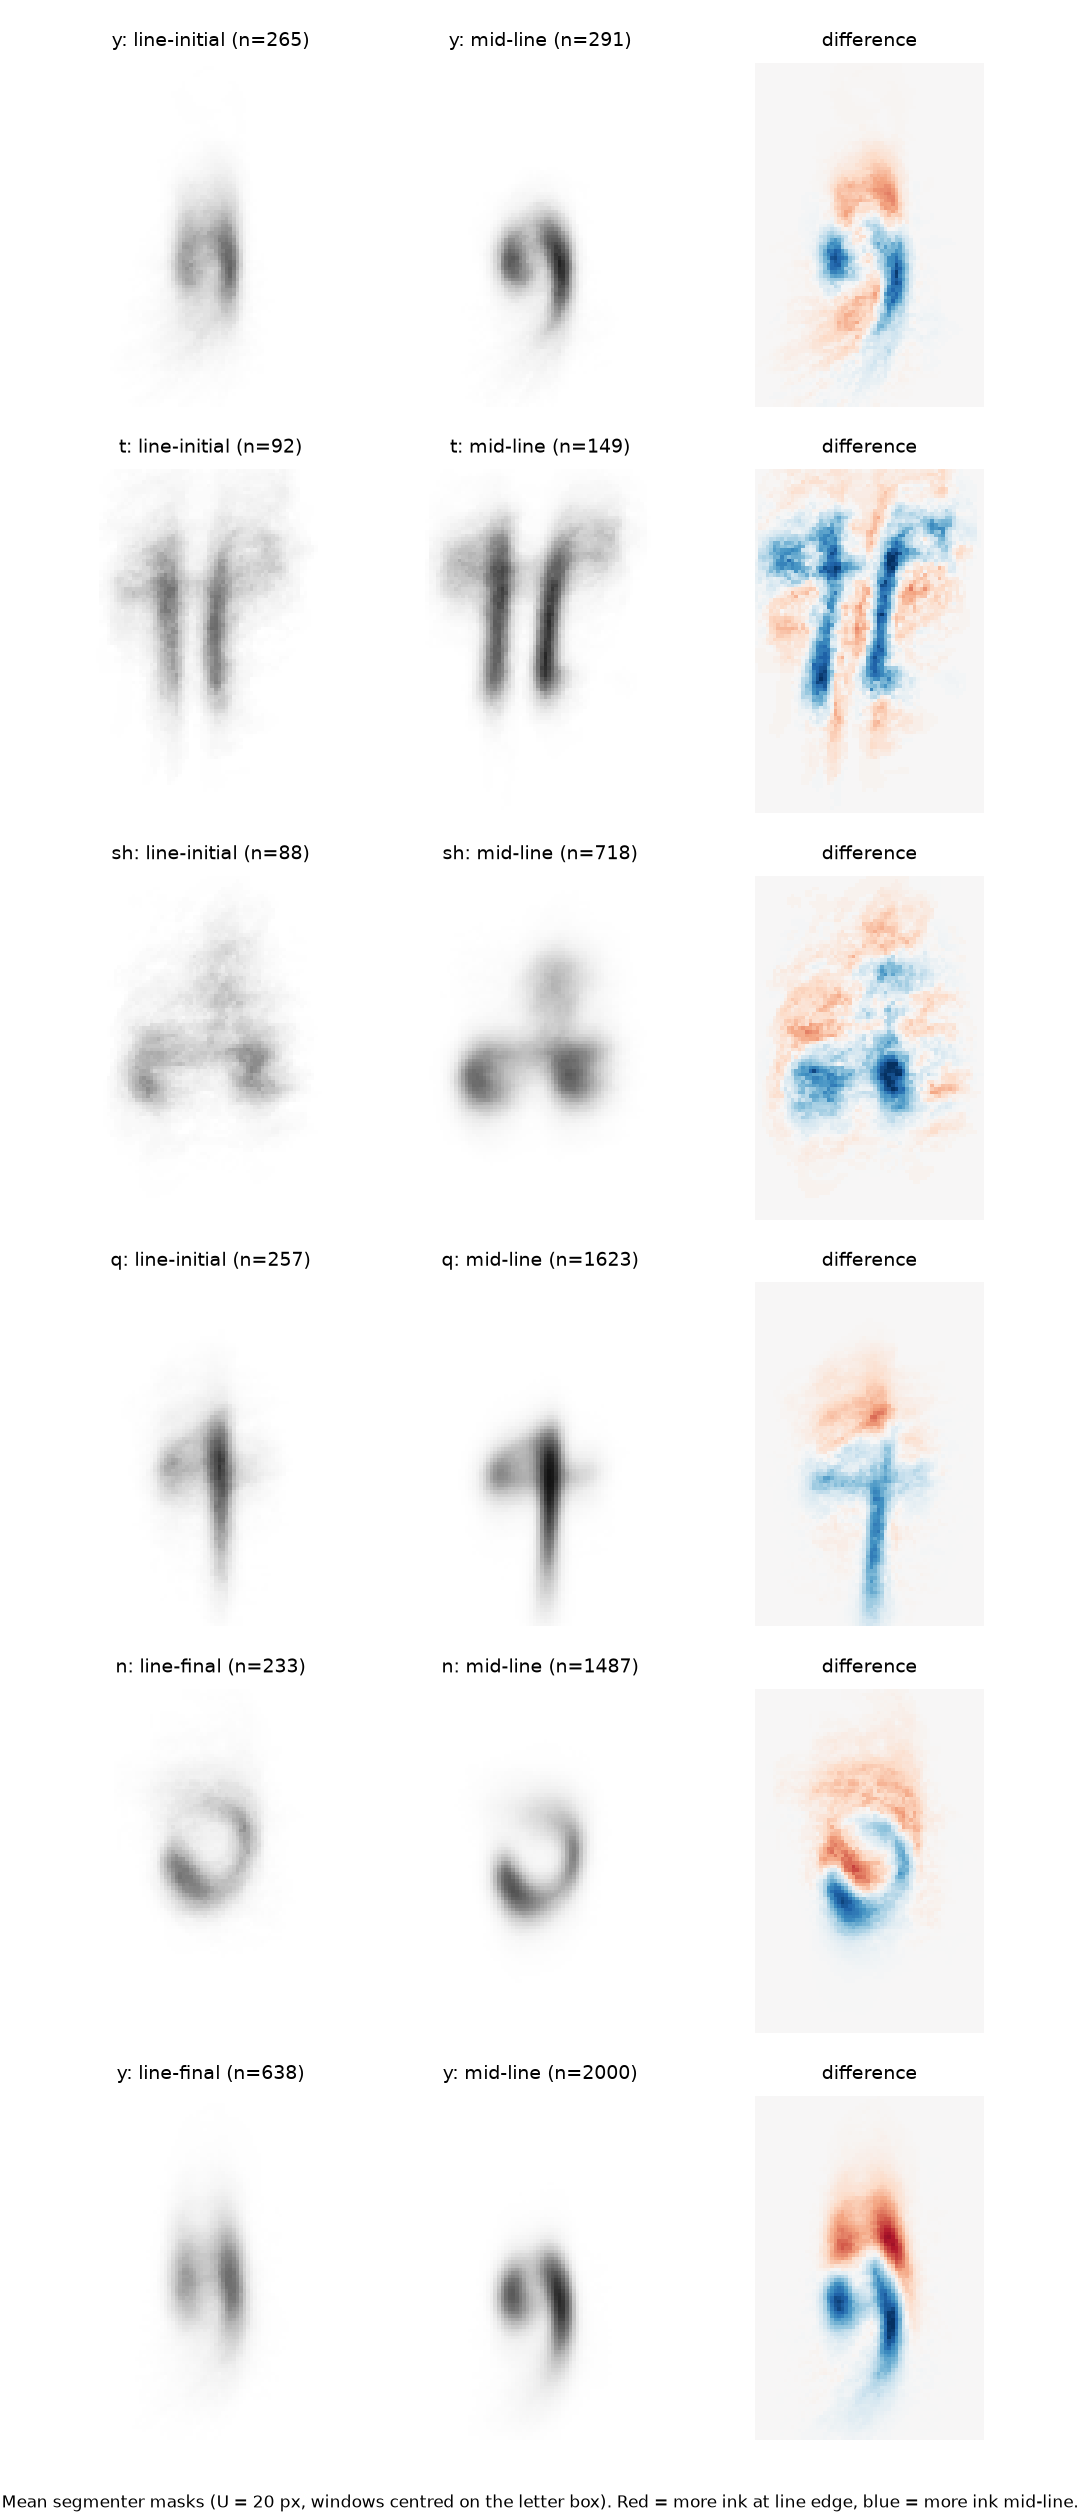 y: line-initial (n=265) y: mid-line (n=291) difference
t: line-initial (n=92) t: mid-line (n=149) difference
sh: line-initial (n=88) sh: mid-line (n=718) difference
q: line-initial (n=257) q: mid-line (n=1623) difference
n: line-final (n=233) n: mid-line (n=1487) difference
y: line-final (n=638) y: mid-line (n=2000) difference
Mean segmenter masks (U = 20 px, windows centred on the letter box). Red = more ink at line edge, blue = more ink mid-line.